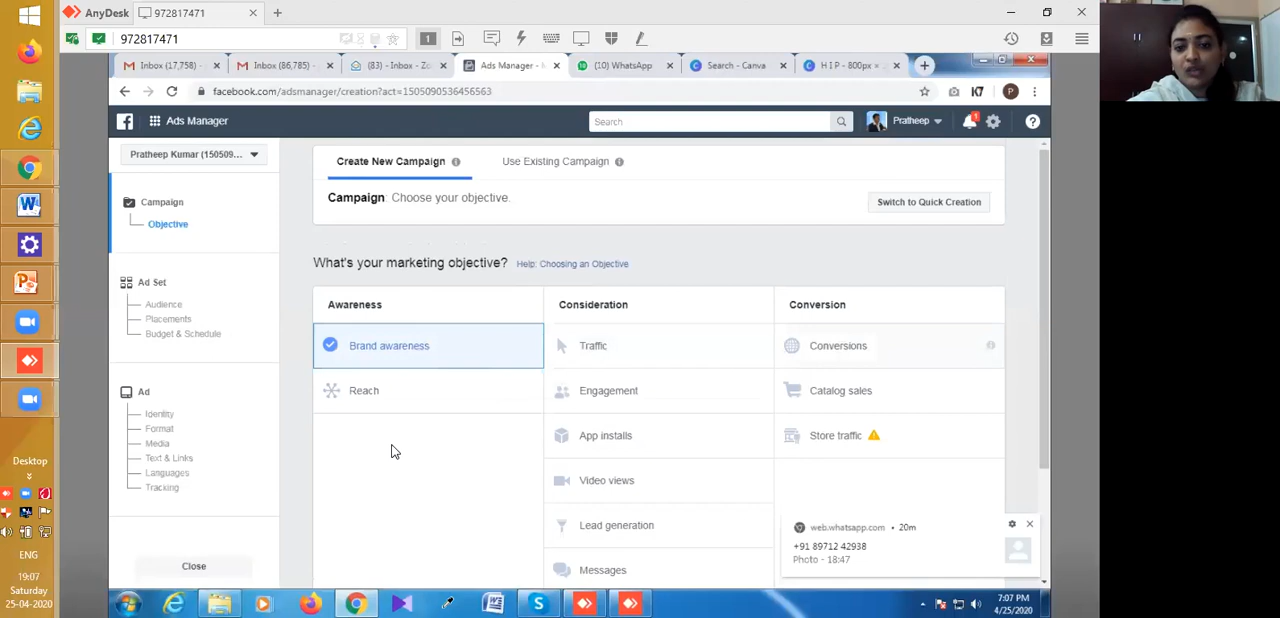 AnyDesk
972817471
972817471
1
Inbox (17,758)
Inbox (86,785)
(83) - Inbox - Zo
Ads Manager -
(10) WhatsApp
Search - Canva
H I P - 800px ×
facebook.com/adsmanager/creation?act=1505090536456563
K7
P
Ads Manager
Search
Pratheep
1
Pratheep Kumar (150509...
Create New Campaign
Use Existing Campaign
Campaign: Choose your objective.
Switch to Quick Creation
Campaign
Objective
Ad Set
Audience
Placements
Budget & Schedule
Ad
Identity
Format
Media
Text & Links
Languages
Tracking
Close
What's your marketing objective?
Help: Choosing an Objective
Awareness
Consideration
Conversion
Brand awareness
Traffic
Conversions
Reach
Engagement
Catalog sales
App installs
Store traffic
Video views
Lead generation
Messages
web.whatsapp.com • 20m
+91 89712 42938
Photo - 18:47
Desktop
ENG
19:07
Saturday
25-04-2020
7:07 PM
4/25/2020